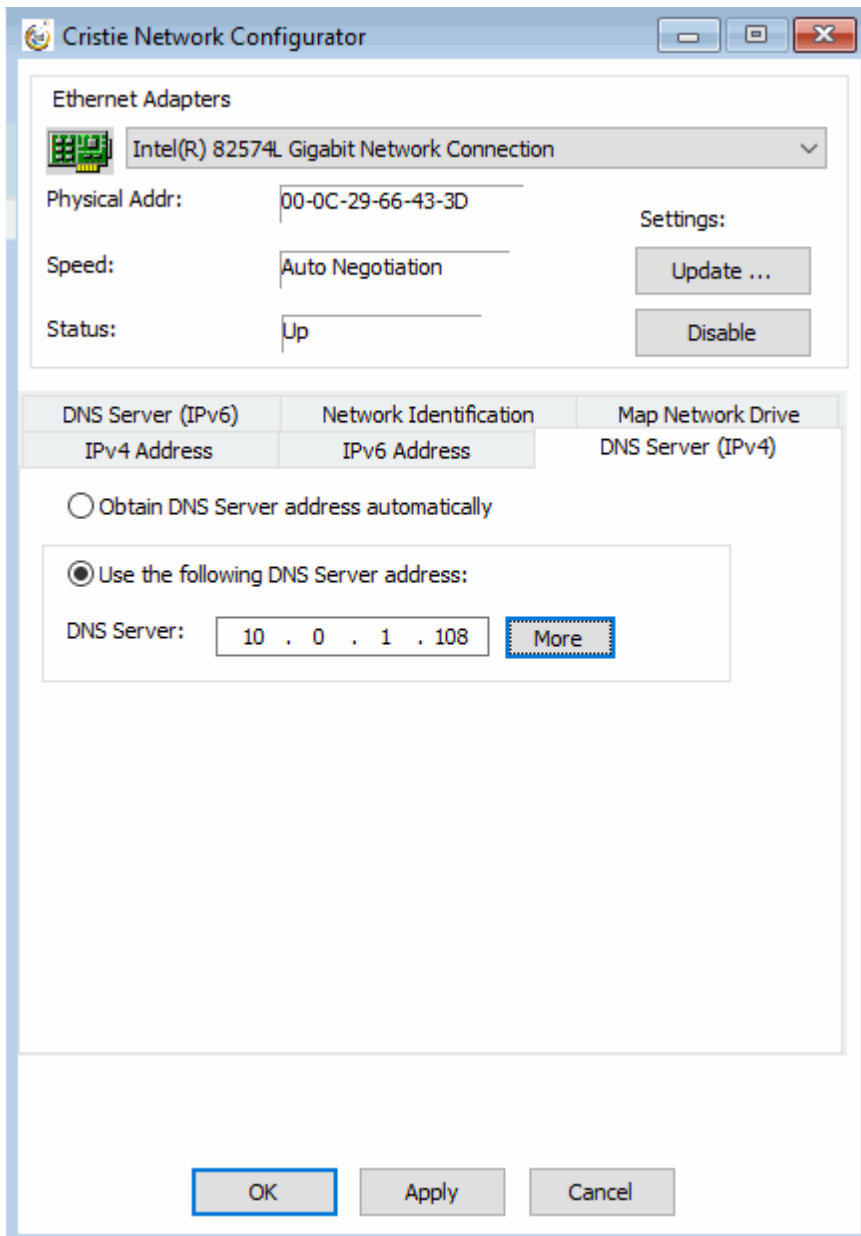 Cristie Network Configurator
Ethernet Adapters
Intel(R) 82574L Gigabit Network Connection
Physical Addr: 00-0C-29-66-43-3D
Settings:
Speed: Auto Negotiation
Update ...
Status: Up
Disable
DNS Server (IPv6) Network Identification Map Network Drive
IPv4 Address IPv6 Address DNS Server (IPv4)
Obtain DNS Server address automatically
Use the following DNS Server address:
DNS Server: 10 . 0 . 1 . 108 More
OK Apply Cancel